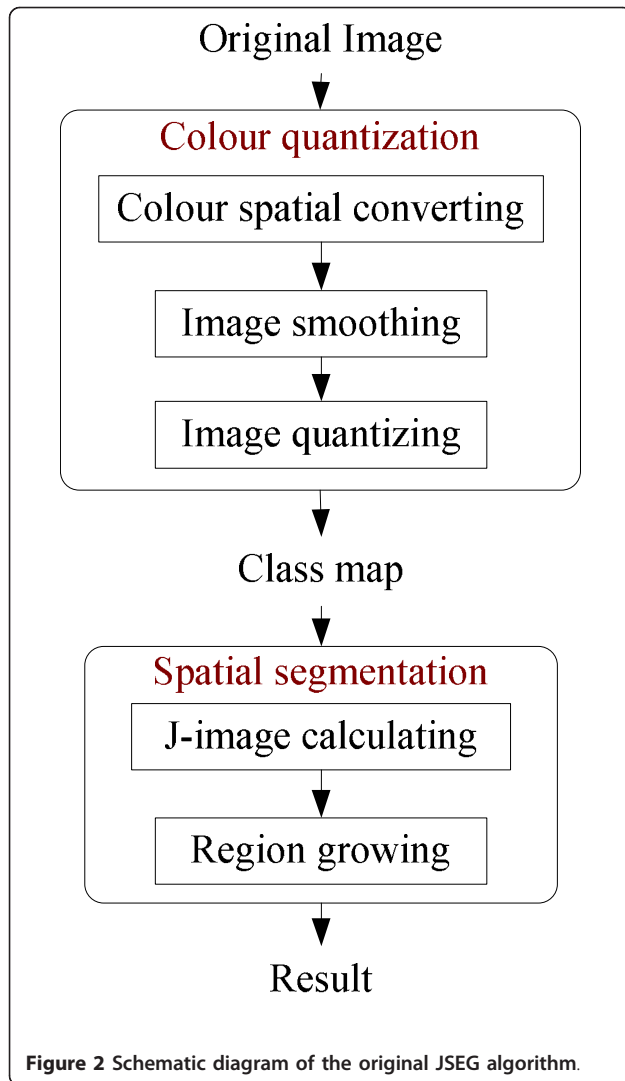 Original Image
Colour quantization
Colour spatial converting
Image smoothing
Image quantizing
Class map
Spatial segmentation
J-image calculating
Region growing
Result
Figure 2 Schematic diagram of the original JSEG algorithm.